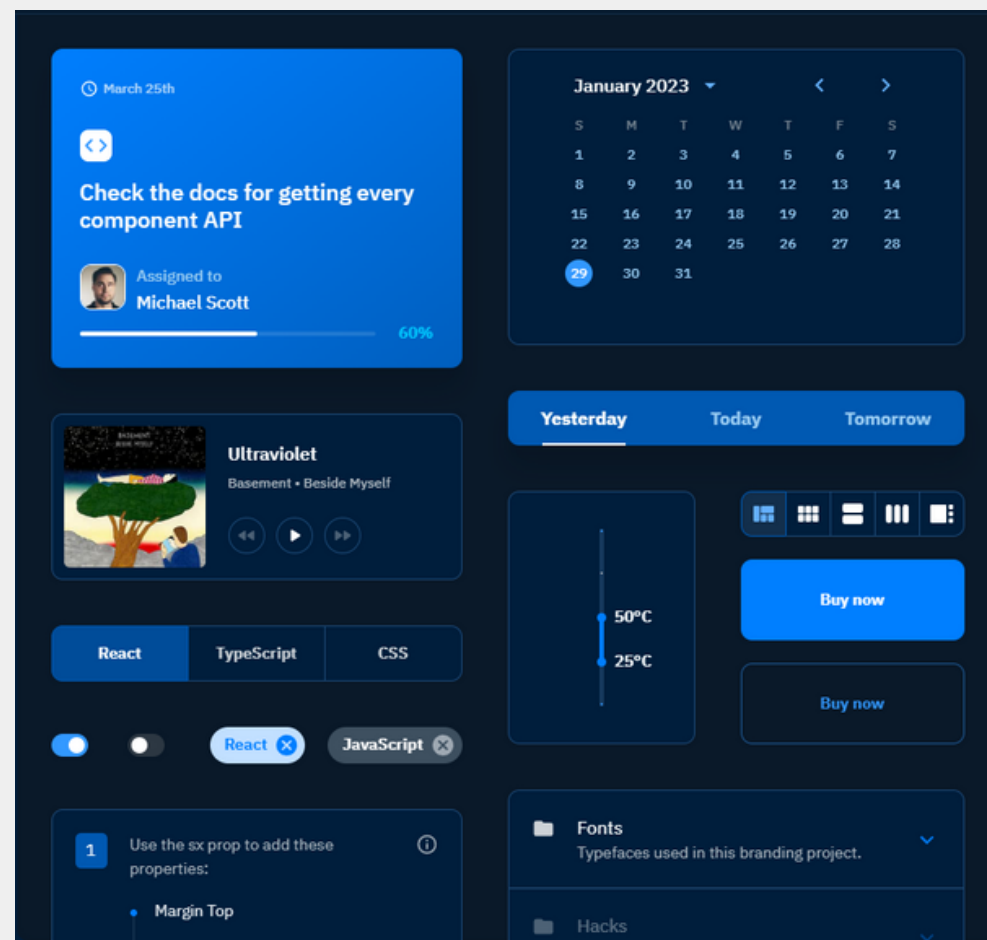 March 25th
Check the docs for getting every
component API
Assigned to
Michael Scott
60%
January 2023
S M T W T F S
1 2 3 4 5 6 7
8 9 10 11 12 13 14
15 16 17 18 19 20 21
22 23 24 25 26 27 28
29 30 31
BASEMENT
BESIDE MYSELF
Ultraviolet
Basement • Beside Myself
Yesterday Today Tomorrow
50°C
25°C
Buy now
Buy now
React TypeScript CSS
React JavaScript
1
Use the sx prop to add these
properties:
Margin Top
Fonts
Typefaces used in this branding project.
Hacks